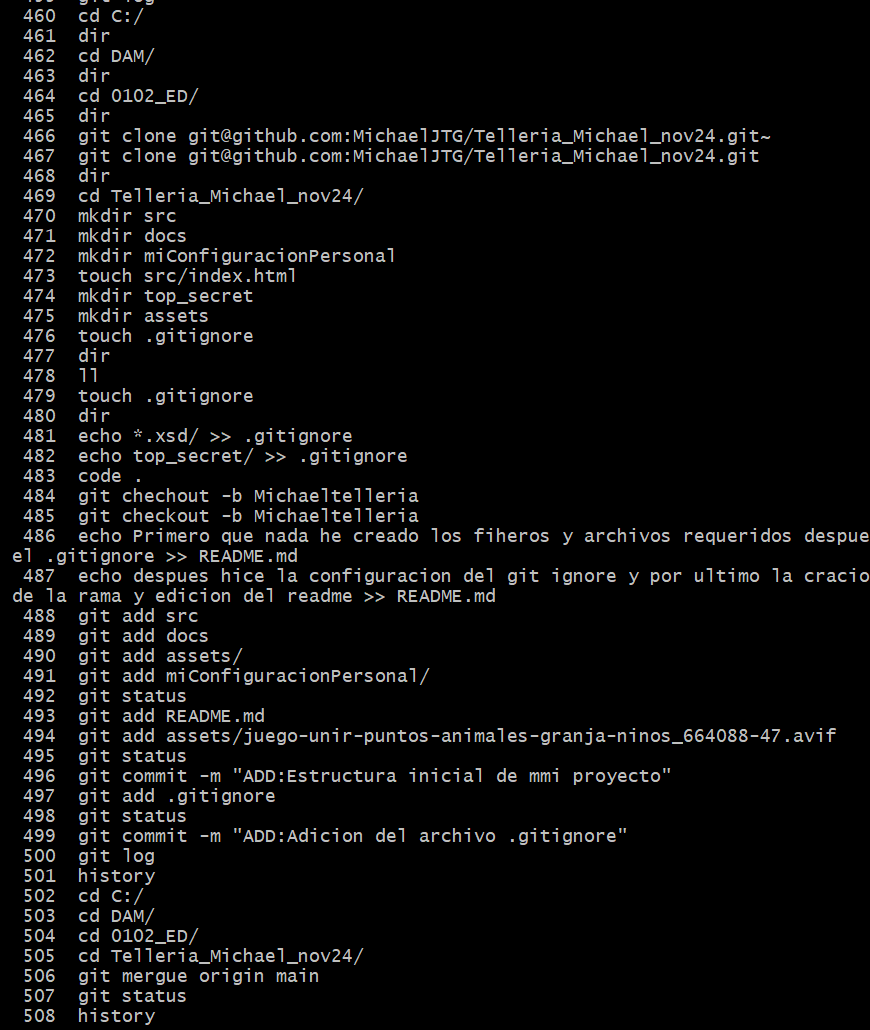 460 cd C:/
461 dir
462 cd DAM/
463 dir
464 cd 0102_ED/
465 dir
466 git clone git@github.com:MichaelJTG/Telleria_Michael_nov24.git~
467 git clone git@github.com:MichaelJTG/Telleria_Michael_nov24.git
468 dir
469 cd Telleria_Michael_nov24/
470 mkdir src
471 mkdir docs
472 mkdir miConfiguracionPersonal
473 touch src/index.html
474 mkdir top_secret
475 mkdir assets
476 touch .gitignore
477 dir
478 ll
479 touch .gitignore
480 dir
481 echo *.xsd/ >> .gitignore
482 echo top_secret/ >> .gitignore
483 code .
484 git chechout -b Michaeltelleria
485 git checkout -b Michaeltelleria
486 echo Primero que nada he creado los fiheros y archivos requeridos despue
el .gitignore >> README.md
487 echo despues hice la configuracion del git ignore y por ultimo la cracio
de la rama y edicion del readme >> README.md
488 git add src
489 git add docs
490 git add assets/
491 git add miConfiguracionPersonal/
492 git status
493 git add README.md
494 git add assets/juego-unir-puntos-animales-granja-ninos_664088-47.avif
495 git status
496 git commit -m "ADD:Estructura inicial de mmi proyecto"
497 git add .gitignore
498 git status
499 git commit -m "ADD:Adicion del archivo .gitignore"
500 git log
501 history
502 cd C:/
503 cd DAM/
504 cd 0102_ED/
505 cd Telleria_Michael_nov24/
506 git mergue origin main
507 git status
508 history